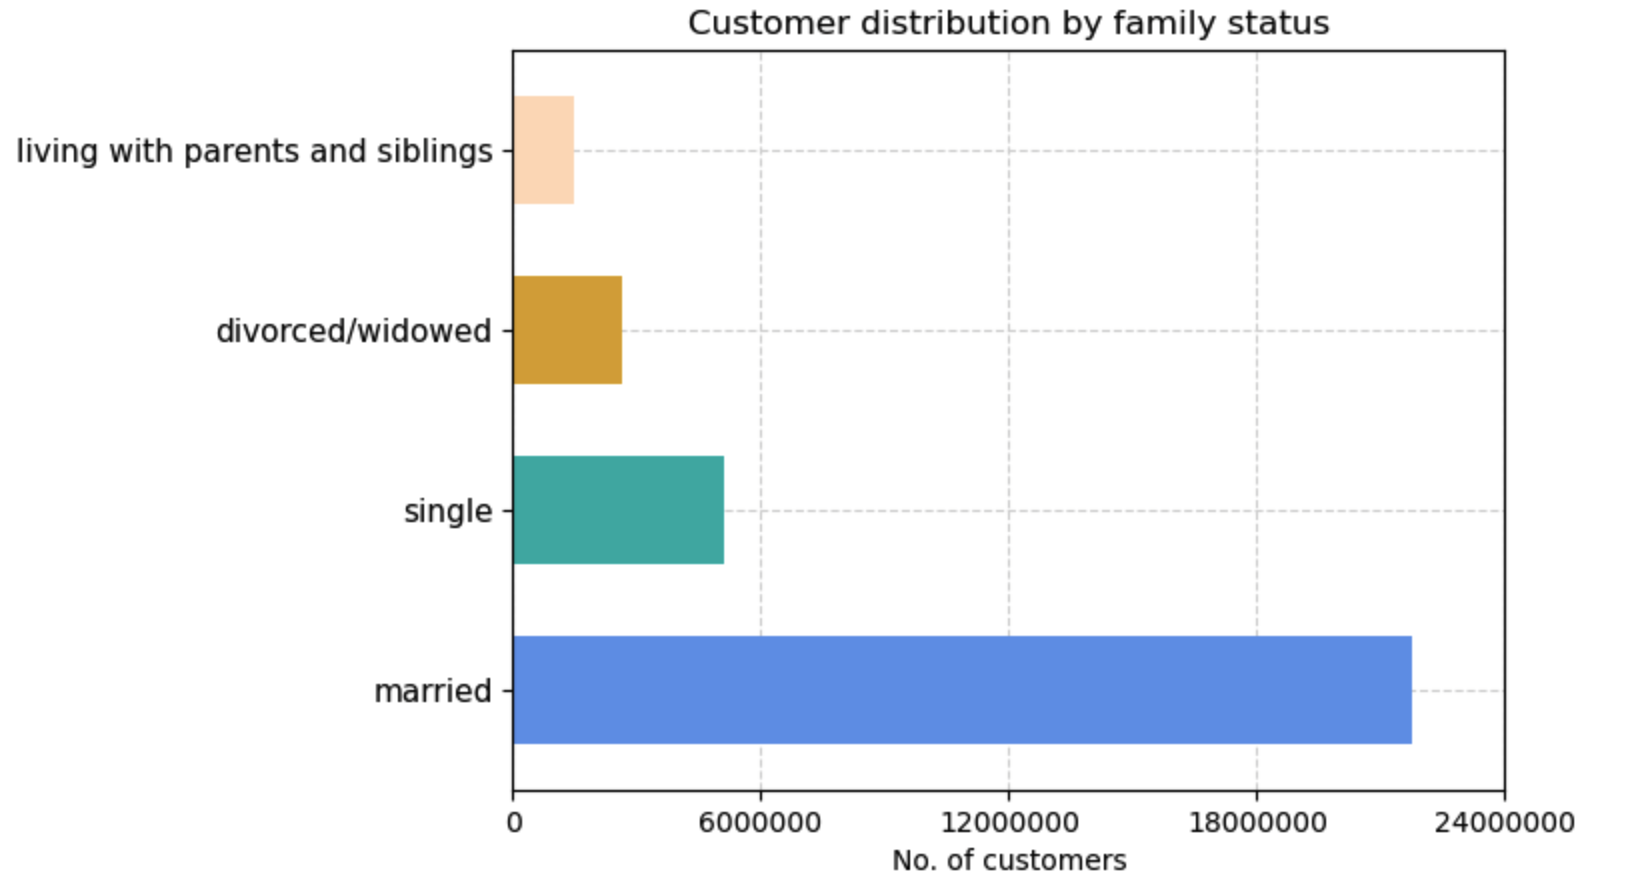 Customer distribution by family status
living with parents and siblings
divorced/widowed
single
married
0 6000000 12000000 18000000 24000000
No. of customers